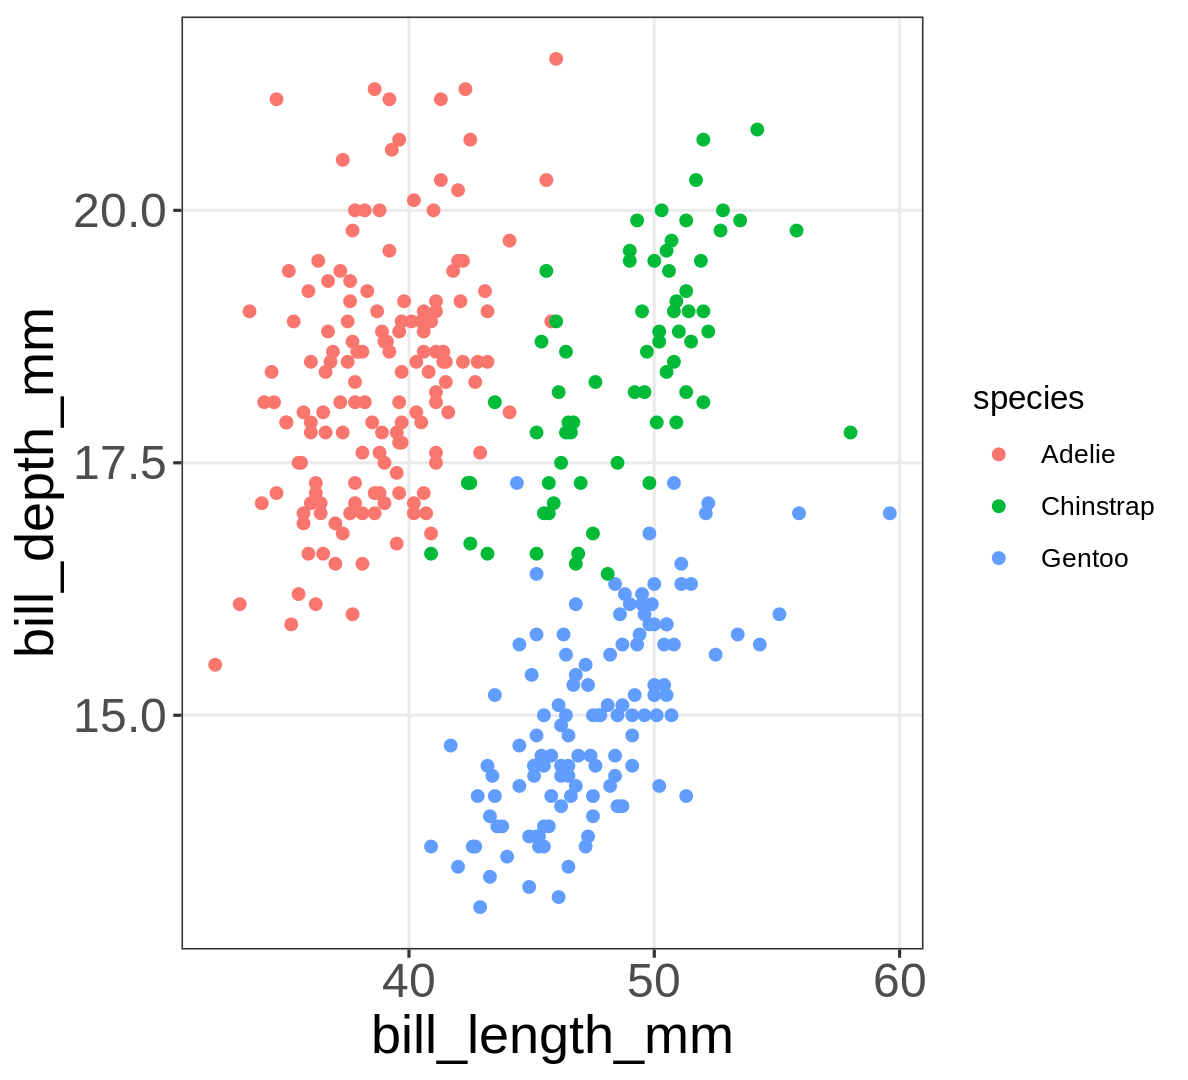 20.0
17.5
15.0
bill_depth_mm
40 50 60
bill_length_mm
species
Adelie
Chinstrap
Gentoo